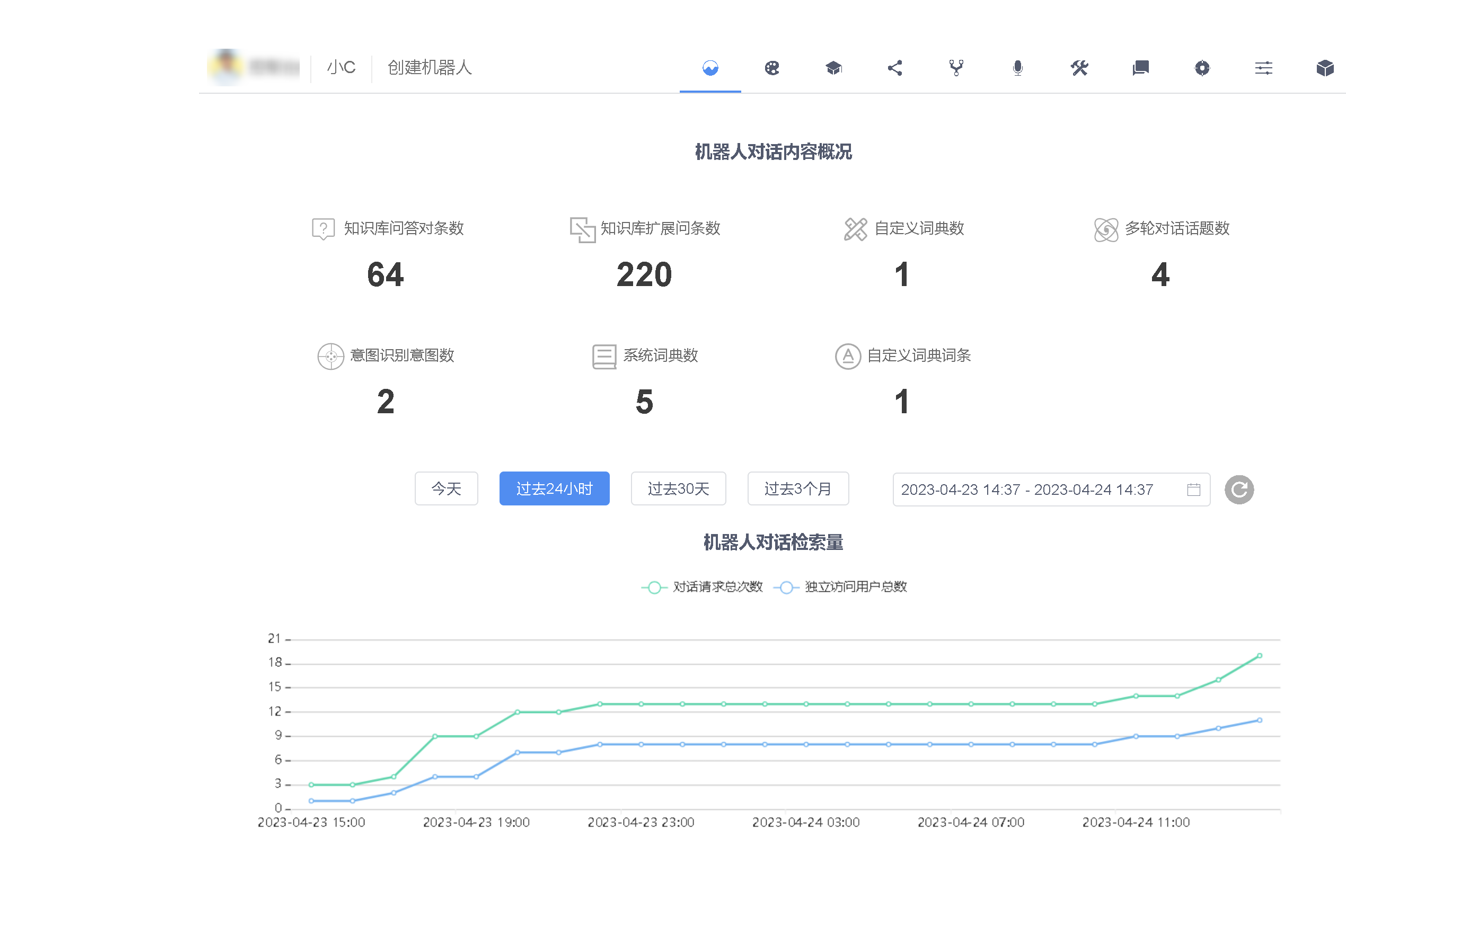 小C 创建机器人
机器人对话内容概况
知识库问答对条数 知识库扩展问条数 自定义词典数 多轮对话话题数
64 220 1 4
意图识别意图数 系统词典数 自定义词典词条
2 5 1
今天 过去24小时 过去30天 过去3个月 2023-04-23 14:37 - 2023-04-24 14:37
机器人对话检索量
对话请求总次数 独立访问用户总数
21
18
15
12
9
6
3
0
2023-04-23 15:00 2023-04-23 19:00 2023-04-23 23:00 2023-04-24 03:00 2023-04-24 07:00 2023-04-24 11:00